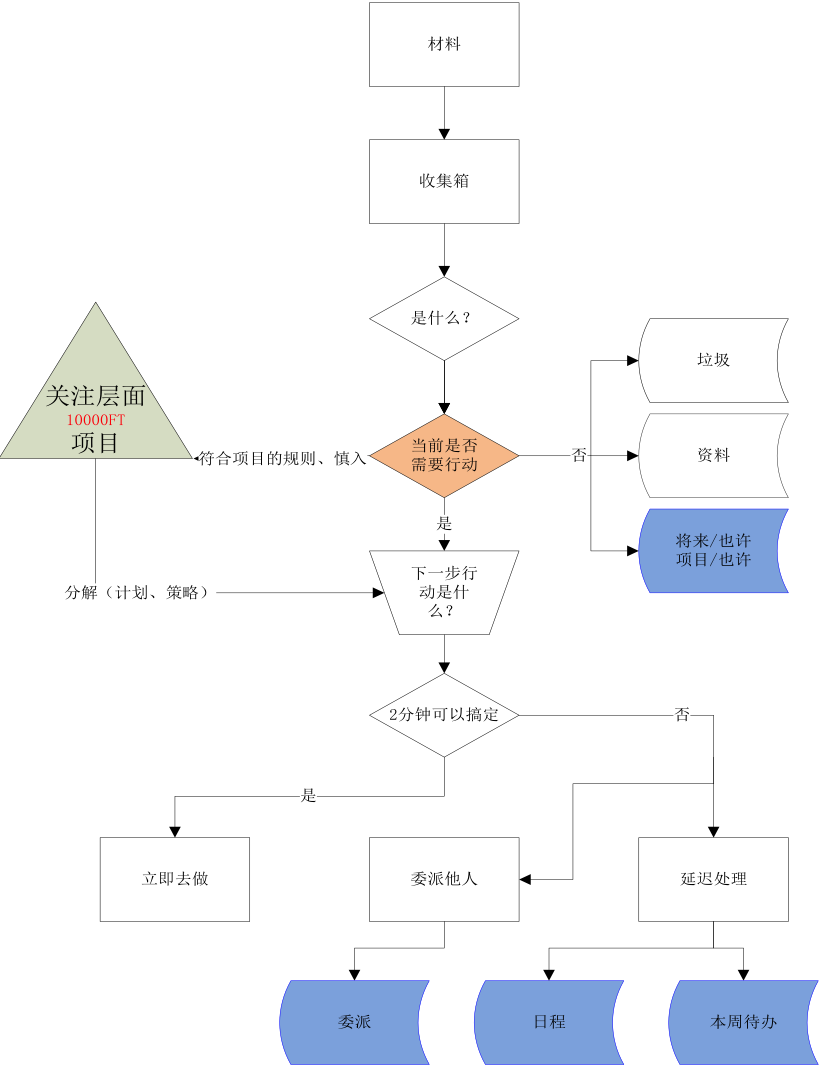 材料
收集箱
是什么？
垃圾
关注层面
10000FT
项目
符合项目的规则、慎入
当前是否
需要行动
否
资料
是
将来/也许
项目/也许
分解（计划、策略）
下一步行
动是什
么？
2分钟可以搞定
否
是
立即去做
委派他人
延迟处理
委派
日程
本周待办